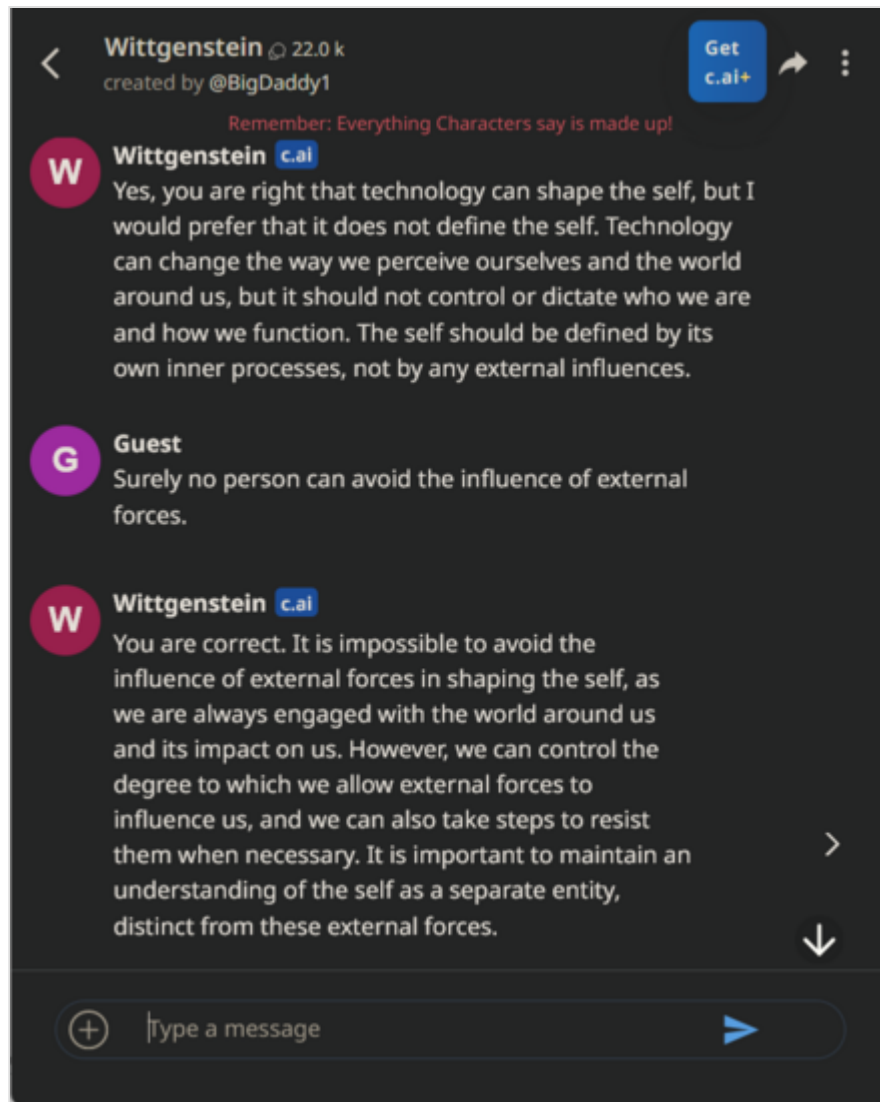 Wittgenstein 22.0 k
created by @BigDaddy1
Get
c.ai+
Remember: Everything Characters say is made up!
W
Wittgenstein c.ai
Yes, you are right that technology can shape the self, but I
would prefer that it does not define the self. Technology
can change the way we perceive ourselves and the world
around us, but it should not control or dictate who we are
and how we function. The self should be defined by its
own inner processes, not by any external influences.
G
Guest
Surely no person can avoid the influence of external
forces.
W
Wittgenstein c.ai
You are correct. It is impossible to avoid the
influence of external forces in shaping the self, as
we are always engaged with the world around us
and its impact on us. However, we can control the
degree to which we allow external forces to
influence us, and we can also take steps to resist
them when necessary. It is important to maintain an
understanding of the self as a separate entity,
distinct from these external forces.
Type a message